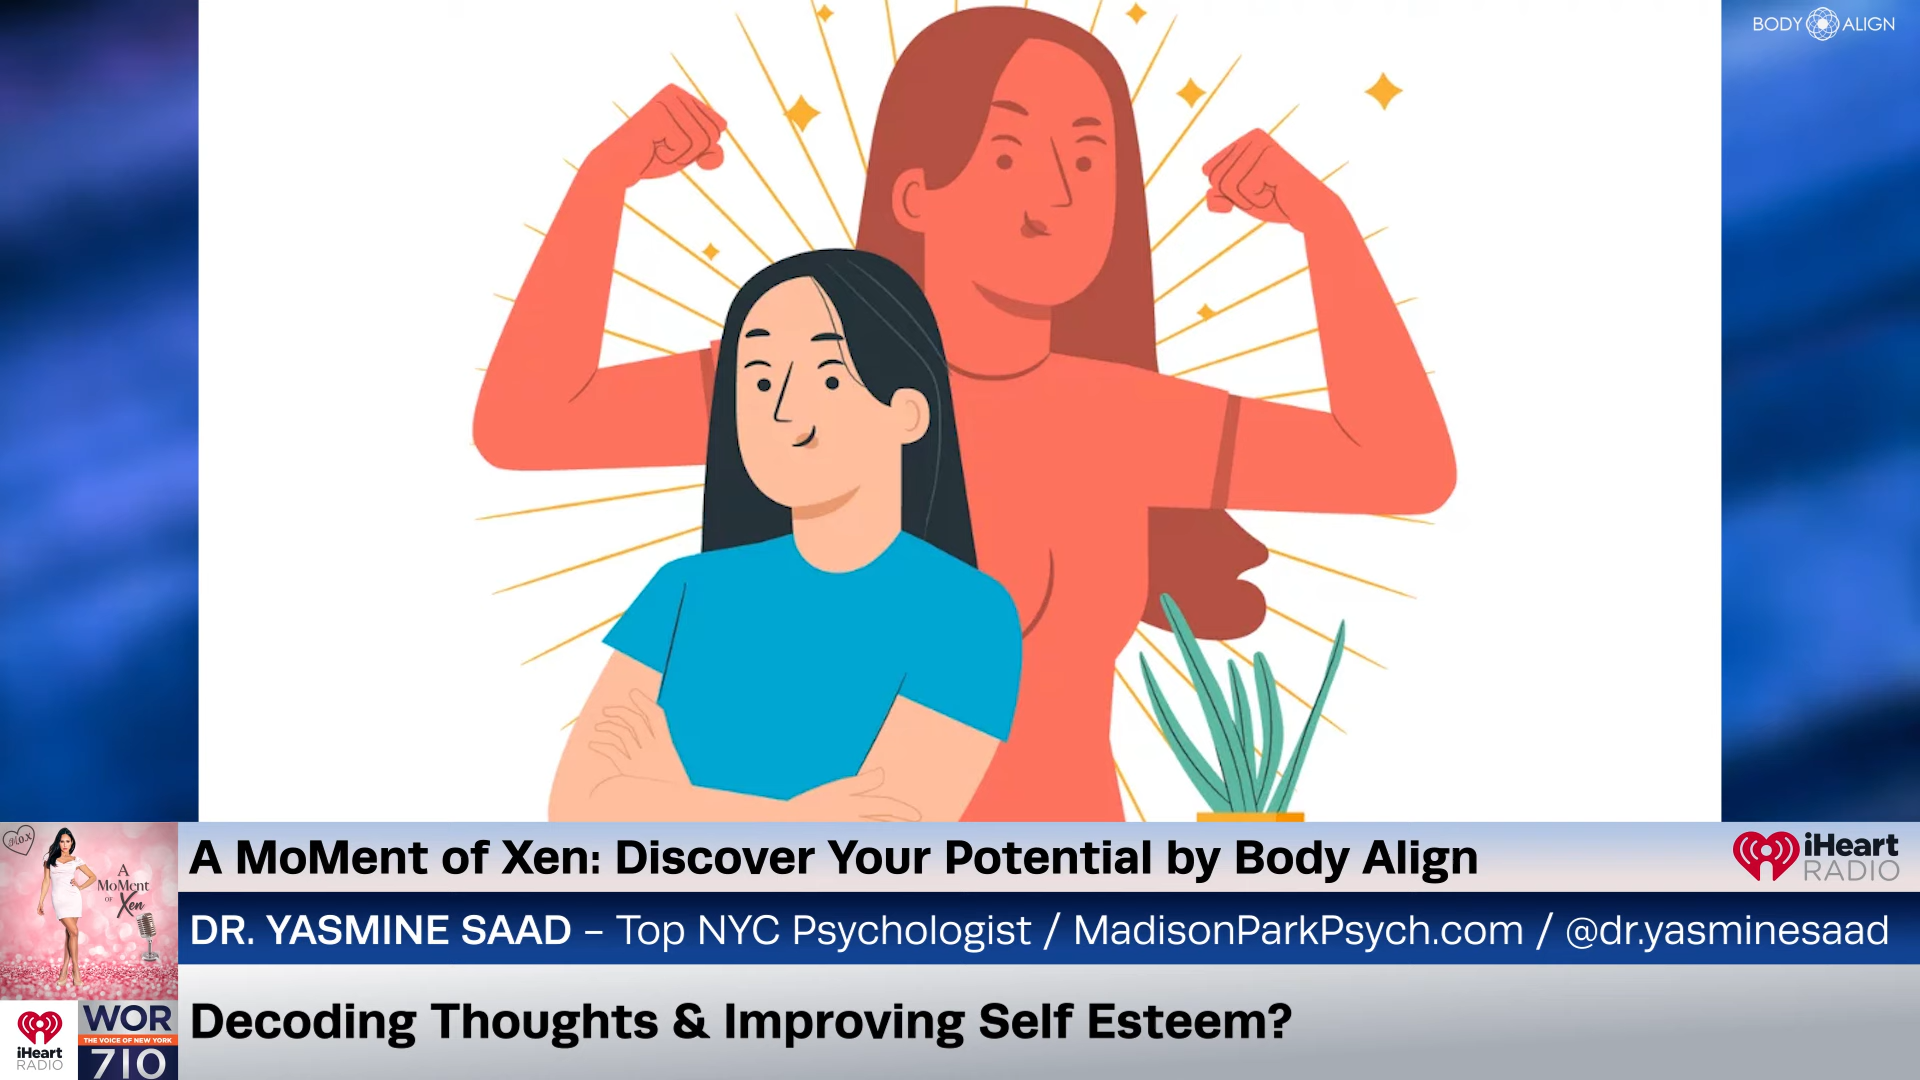 BODY ALIGN
A MoMent of Xen: Discover Your Potential by Body Align
iHeart
RADIO
DR. YASMINE SAAD – Top NYC Psychologist / MadisonParkPsych.com / @dr.yasminesaad
Decoding Thoughts & Improving Self Esteem?
M.O.X
A
MoMent
OF Xen
iHeart
RADIO
WOR
THE VOICE OF NEW YORK
710